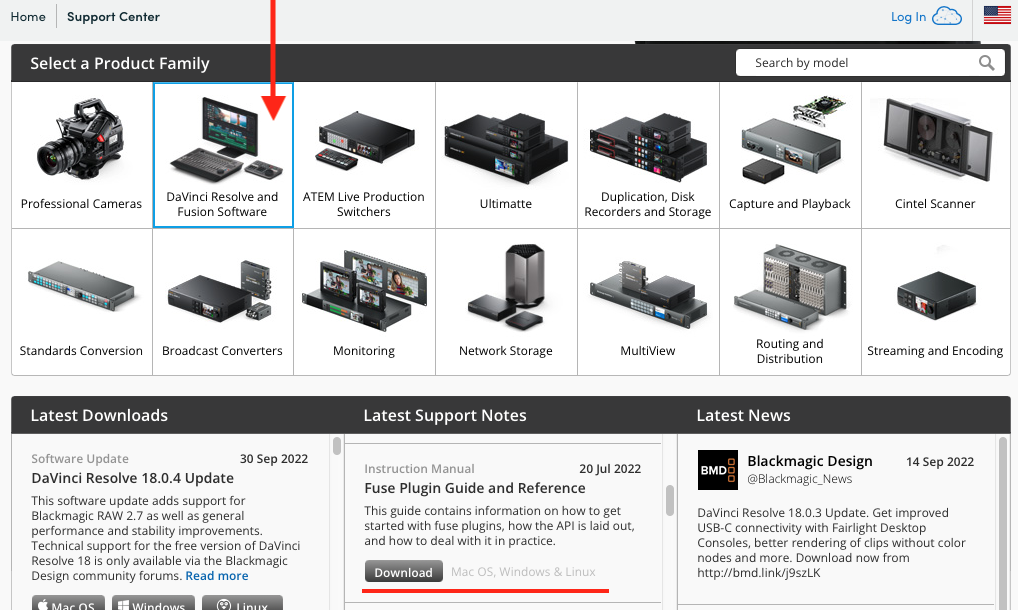 Home
Support Center
Log In
Select a Product Family
Search by model
Professional Cameras
DaVinci Resolve and
Fusion Software
ATEM Live Production
Switchers
Ultimatte
Duplication, Disk
Recorders and Storage
Capture and Playback
Cintel Scanner
Standards Conversion
Broadcast Converters
Monitoring
Network Storage
MultiView
Routing and
Distribution
Streaming and Encoding
Latest Downloads
Software Update
30 Sep 2022
DaVinci Resolve 18.0.4 Update
This software update adds support for
Blackmagic RAW 2.7 as well as general
performance and stability improvements.
Technical support for the free version of DaVinci
Resolve 18 is only available via the Blackmagic
Design community forums. Read more
Mac OS
Windows
Linux
Latest Support Notes
Instruction Manual
20 Jul 2022
Fuse Plugin Guide and Reference
This guide contains information on how to get
started with fuse plugins, how the API is laid out,
and how to deal with it in practice.
Download
Mac OS, Windows & Linux
Latest News
BMD
Blackmagic Design
14 Sep 2022
@Blackmagic_News
DaVinci Resolve 18.0.3 Update. Get improved
USB-C connectivity with Fairlight Desktop
Consoles, better rendering of clips without color
nodes and more. Download now from
http://bmd.link/j9szLK